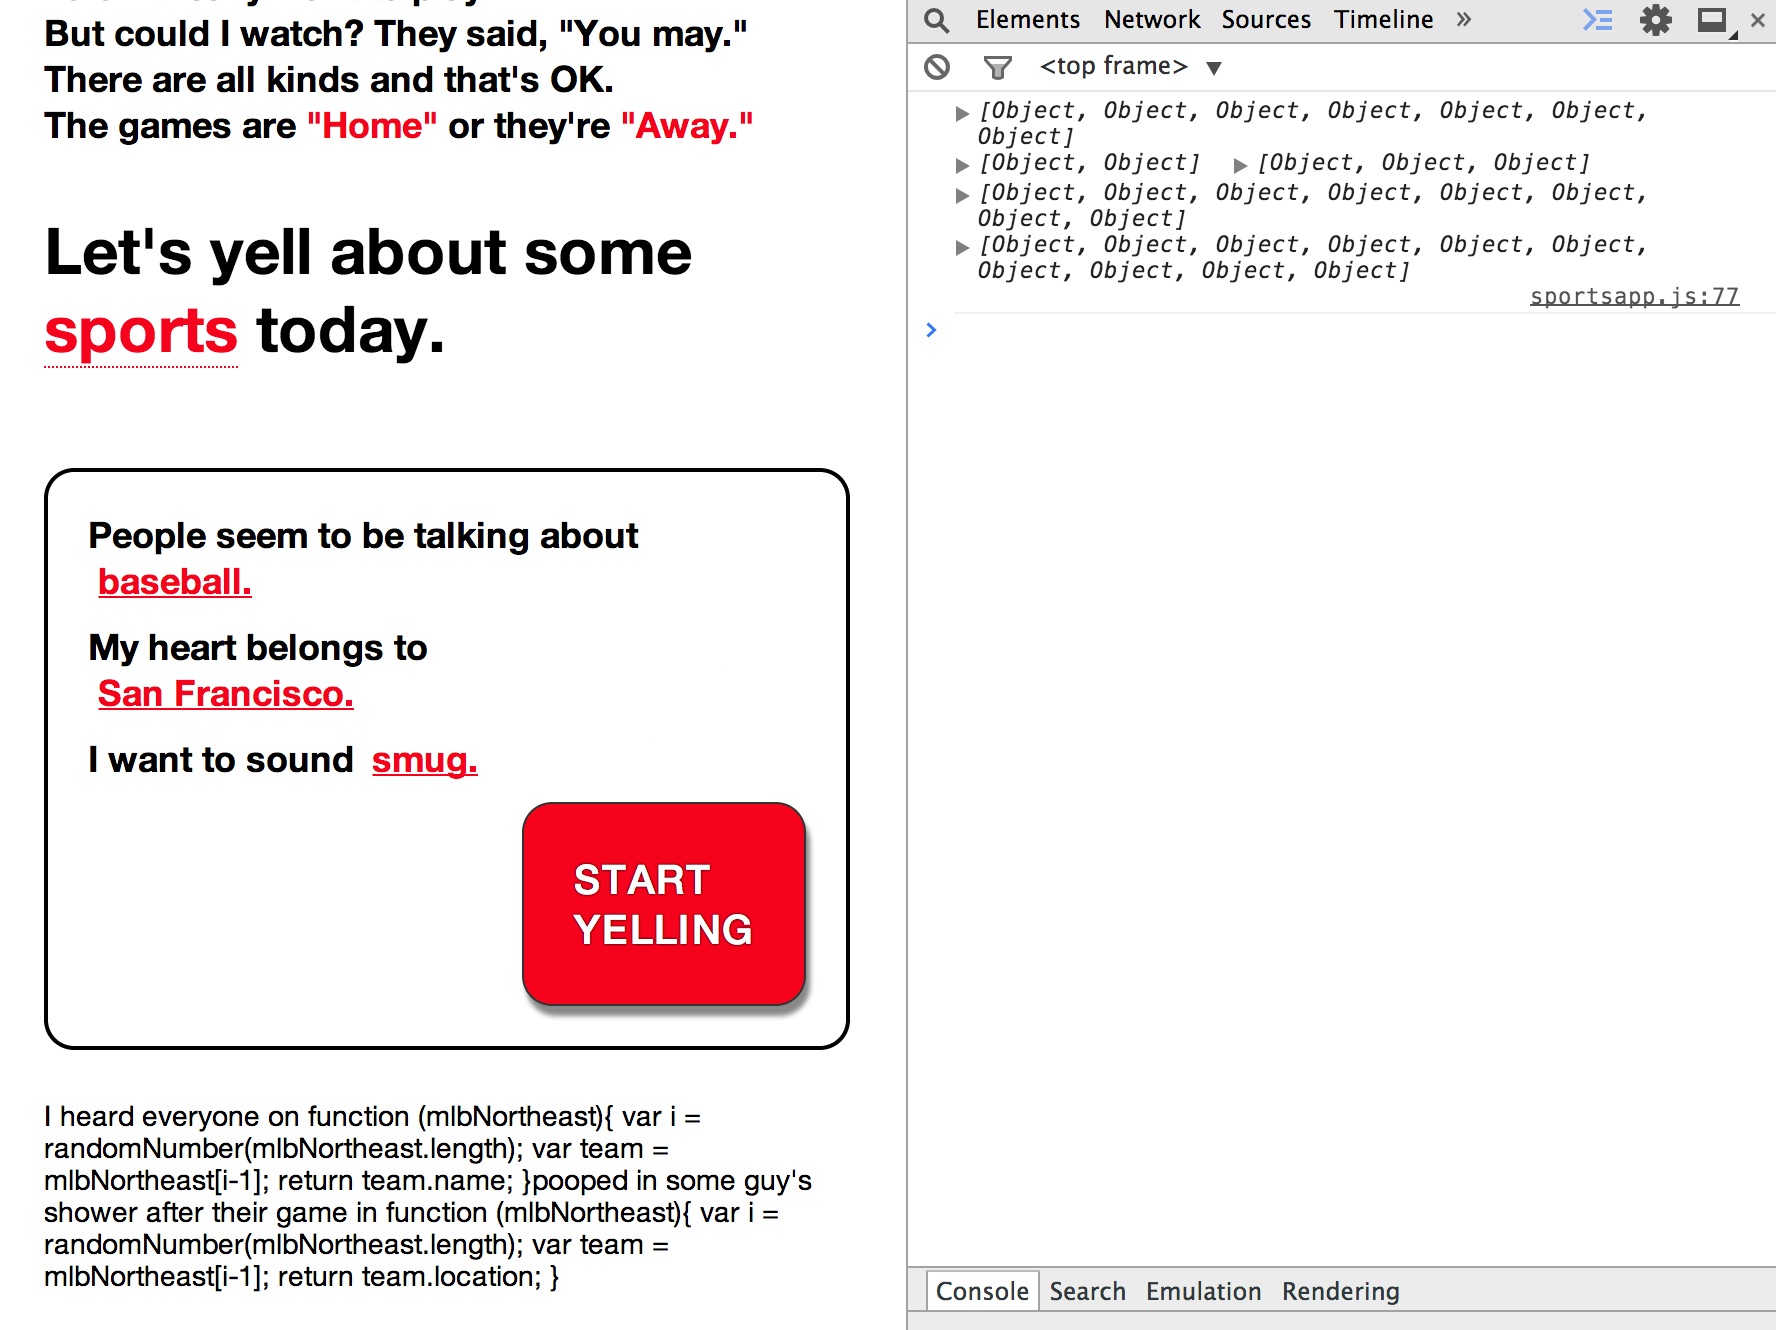 But could I watch? They said, "You may."
There are all kinds and that's OK.
The games are "Home" or they're "Away."
Let's yell about some
sports today.
People seem to be talking about
baseball.
My heart belongs to
San Francisco.
I want to sound smug.
START
YELLING
I heard everyone on function (mlbNortheast){ var i =
randomNumber(mlbNortheast.length); var team =
mlbNortheast[i-1]; return team.name; }pooped in some guy's
shower after their game in function (mlbNortheast){ var i =
randomNumber(mlbNortheast.length); var team =
mlbNortheast[i-1]; return team.location; }
Elements Network Sources Timeline »
<top frame> ▼
▶ [Object, Object, Object, Object, Object, Object,
Object]
▶ [Object, Object] ▶ [Object, Object, Object]
▶ [Object, Object, Object, Object, Object, Object,
Object, Object]
▶ [Object, Object, Object, Object, Object, Object,
Object, Object, Object, Object]
sportsapp.js:77
Console Search Emulation Rendering